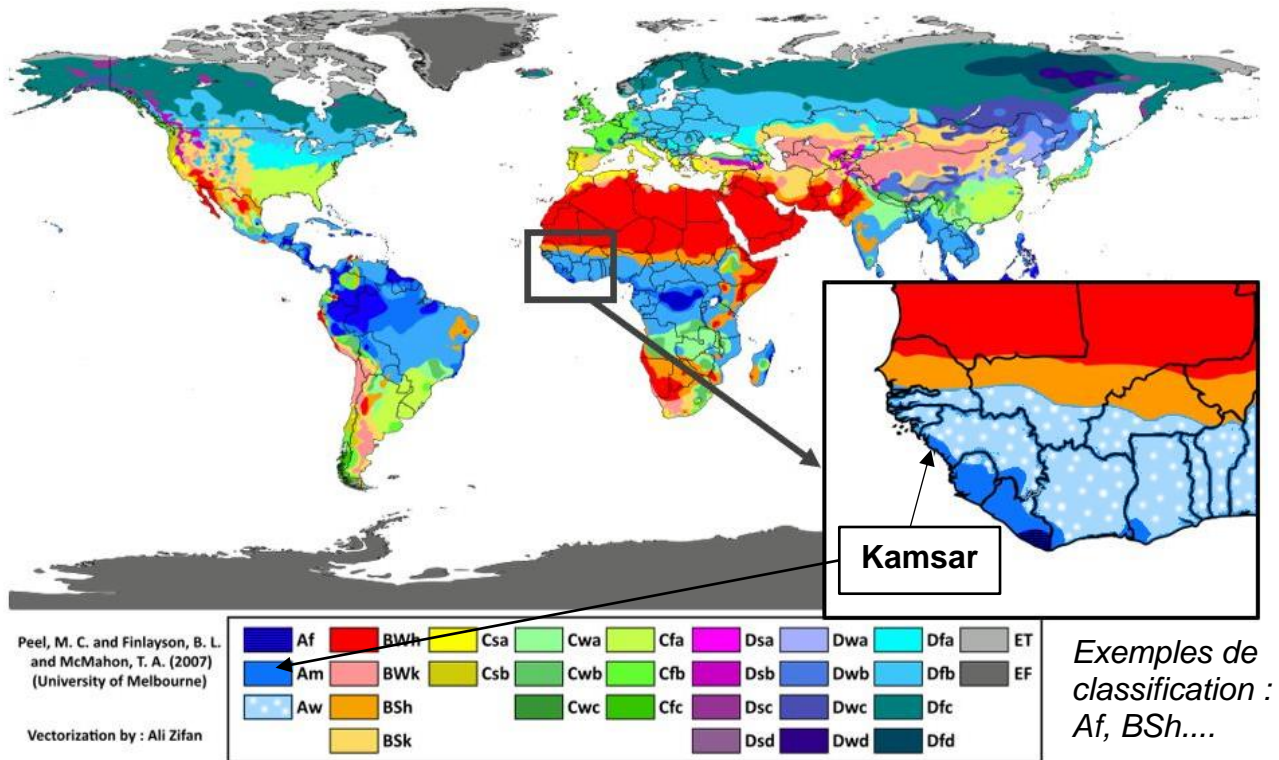 Kamsar
Peel, M. C. and Finlayson, B. L.
and McMahon, T. A. (2007)
(University of Melbourne)
Vectorization by : Ali Zifan
Af BWh Csa Cwa Cfa Dsa Dwa Dfa ET
Am BWk Csb Cwb Cfb Dsb Dwb Dfb EF
Aw BSh Cwc Cfc Dsc Dwc Dfc
BSk Dsd Dwd Dfd
Exemples de
classification :
Af, BSh....